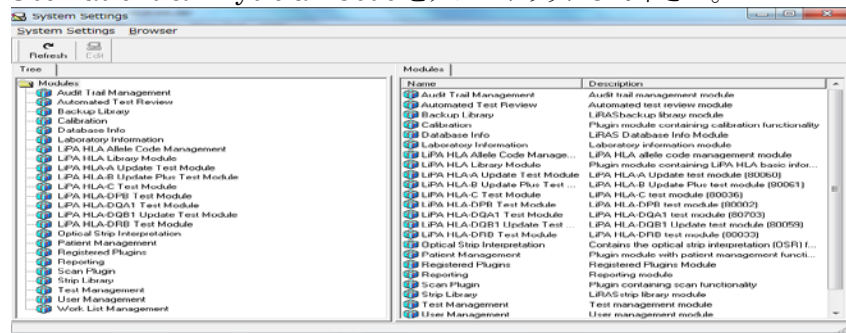 System Settings
System Settings Browser
Refresh Edit
Tree
Modules
Audit Trail Management
Automated Test Review
Backup Library
Calibration
Database Info
Laboratory Information
LiPA HLA Allele Code Management
LiPA HLA Library Module
LiPA HLA-A Update Test Module
LiPA HLA-B Update Plus Test Module
LiPA HLA-C Test Module
LiPA HLA-DPB Test Module
LiPA HLA-DQA1 Test Module
LiPA HLA-DQB1 Update Test Module
LiPA HLA-DRB Test Module
Optical Strip Interpretation
Patient Management
Registered Plugins
Reporting
Scan Plugin
Strip Library
Test Management
User Management
Work List Management
Modules
Name Description
Audit Trail Management Audit trail management module
Automated Test Review Automated test review module
Backup Library LiRASbackup library module
Calibration Plugin module containing calibration functionality
Database Info LiRAS Database Info Module
Laboratory Information Laboratory information module
LiPA HLA Allele Code Manage... LiPA HLA allele code management module
LiPA HLA Library Module Plugin module containing LiPA HLA basic infor...
LiPA HLA-A Update Test Module LiPA HLA-A Update test module (80060)
LiPA HLA-B Update Plus Test ... LiPA HLA-B Update Plus test module (80061)
LiPA HLA-C Test Module LiPA HLA-C test module (80036)
LiPA HLA-DPB Test Module LiPA HLA-DPB test module (80002)
LiPA HLA-DQA1 Test Module LiPA HLA-DQA1 test module (80703)
LiPA HLA-DQB1 Update Test ... LiPA HLA-DQB1 Update test module (80059)
LiPA HLA-DRB Test Module LiPA HLA-DRB test module (80033)
Optical Strip Interpretation Contains the optical strip interpretation (OSR) f...
Patient Management Plugin module with patient management functi...
Registered Plugins Registered Plugins Module
Reporting Reporting module
Scan Plugin Plugin containing scan functionality
Strip Library LiRAS strip library module
Test Management Test management module
User Management User management module